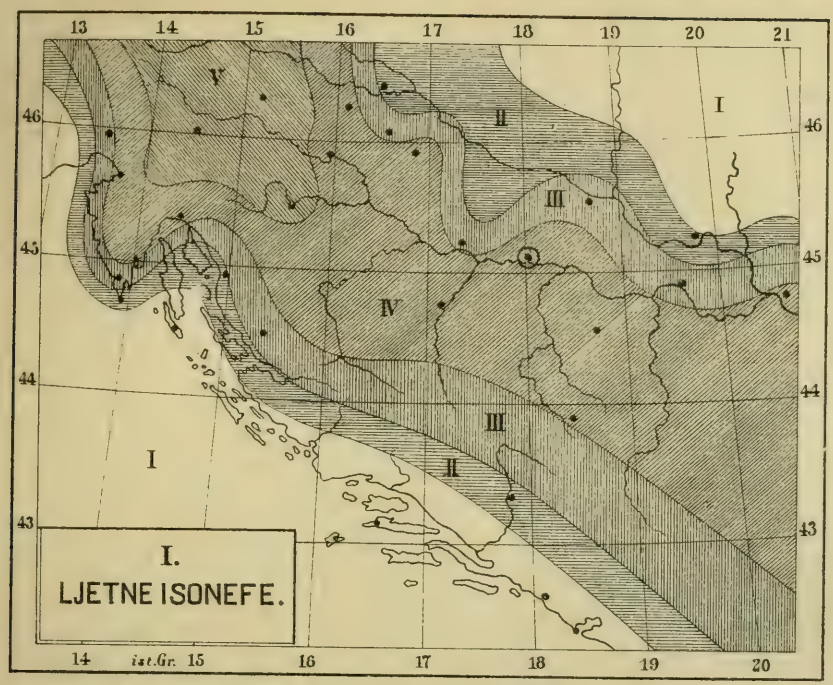 13 14 15 16 17 18 19 20 21
V
46 II I 46
III
45 45
IV
44 44
III
I II
43 43
I.
LJETNE ISONEFE.
14 ist. Gr. 15 16 17 18 19 20